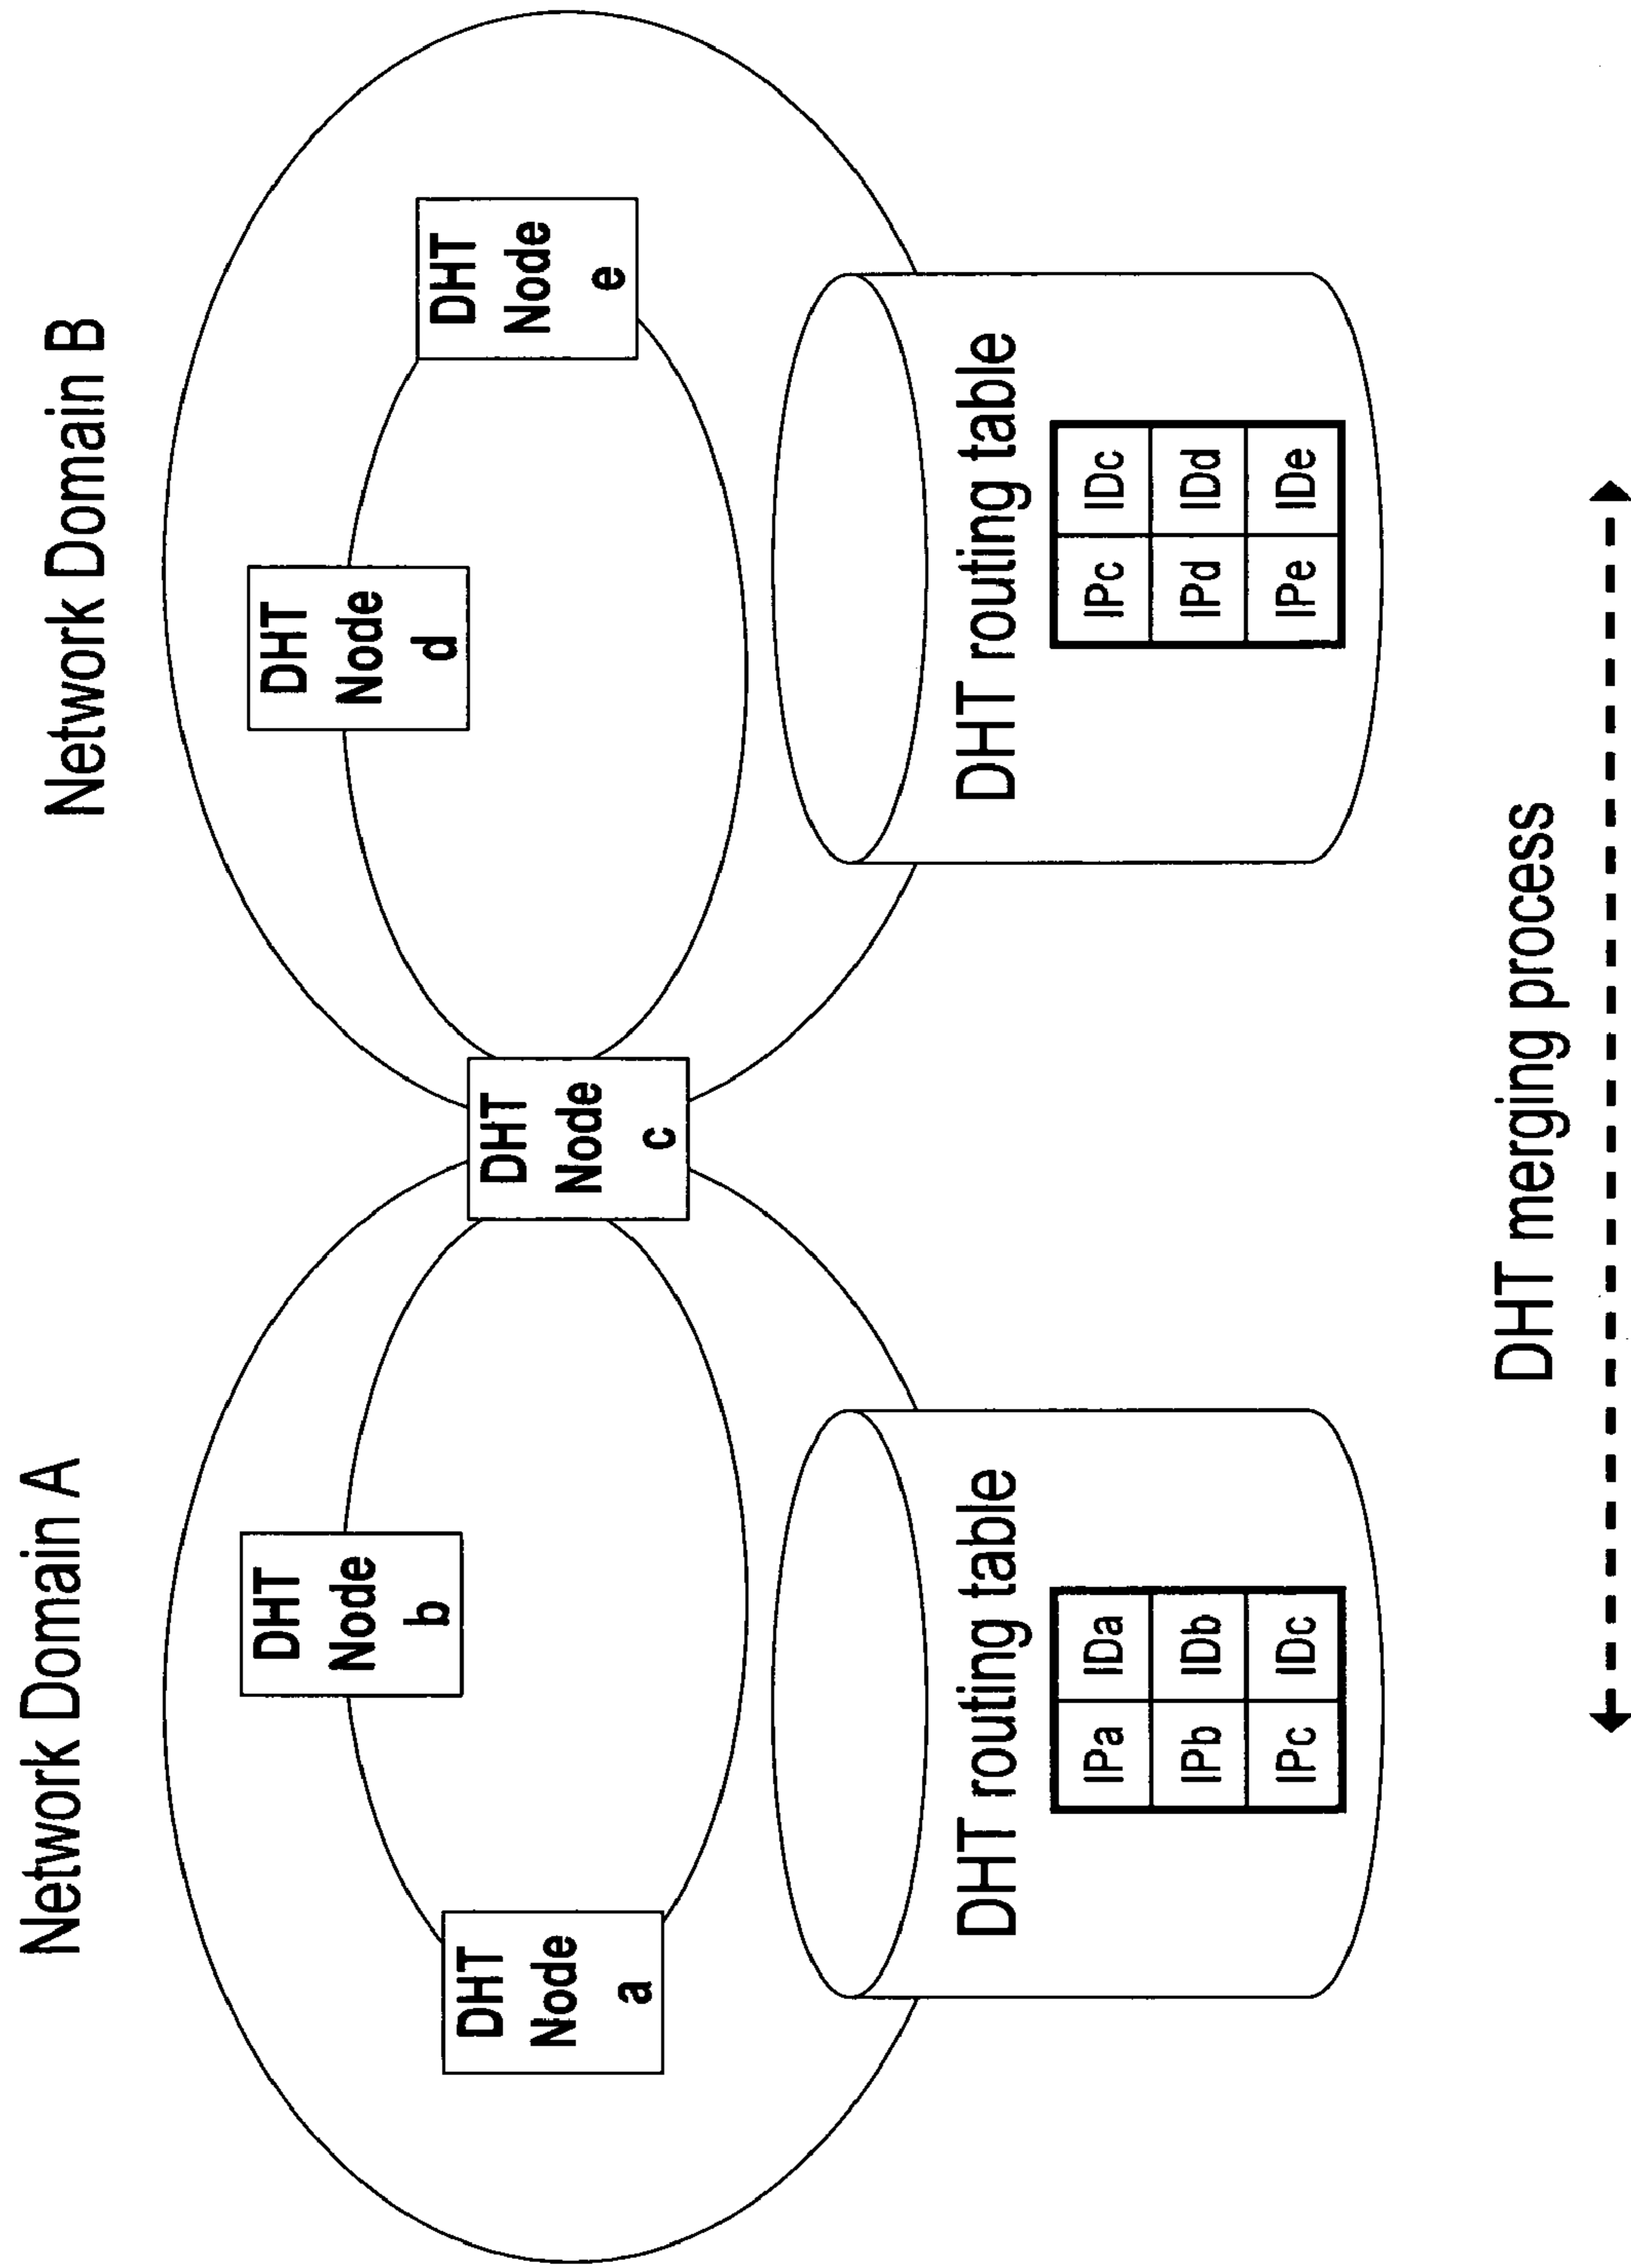 Network Domain A
Network Domain B
DHT
Node
a
DHT
Node
b
DHT
Node
c
DHT
Node
d
DHT
Node
e
DHT routing table
IPa IDa
IPb IDb
IPc IDc
DHT routing table
IPc IDc
IPd IDd
IPe IDe
DHT merging process